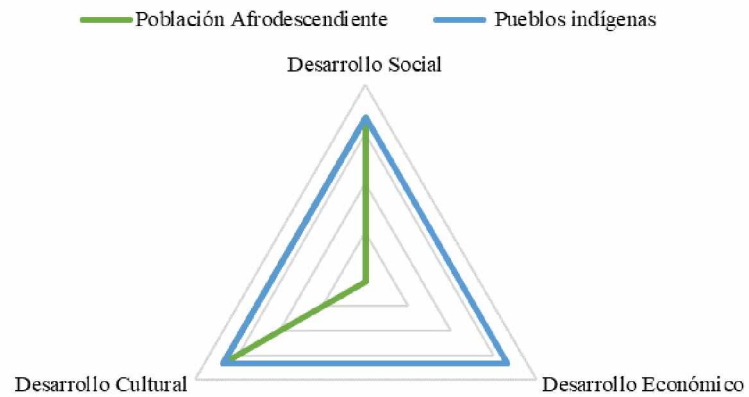 Población Afrodescendiente
Pueblos indígenas
Desarrollo Social
Desarrollo Cultural
Desarrollo Económico